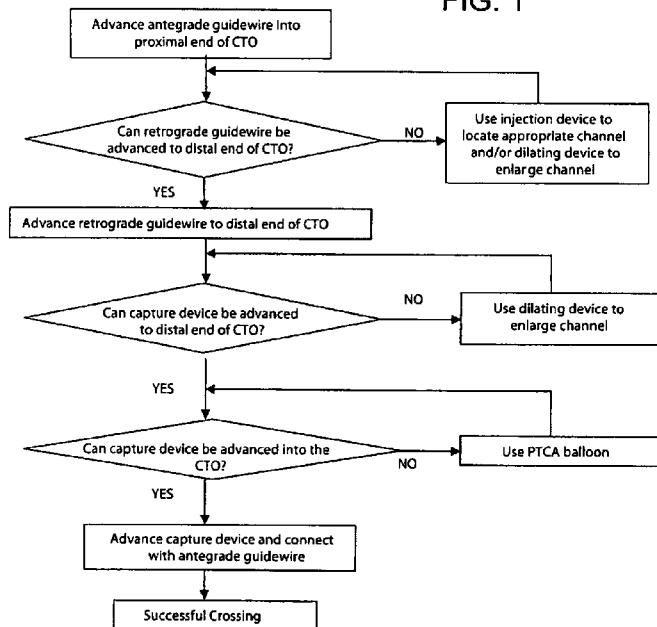 FIG. 1
Advance antegrade guidewire Into
proximal end of CTO
Can retrograde guidewire be
advanced to distal end of CTO?
NO
Use injection device to
locate appropriate channel
and/or dilating device to
enlarge channel
YES
Advance retrograde guidewire to distal end of CTO
Can capture device be advanced
to distal end of CTO?
NO
Use dilating device to
enlarge channel
YES
Can capture device be advanced into the
CTO?
NO
Use PTCA balloon
YES
Advance capture device and connect
with antegrade guidewire
Successful Crossing